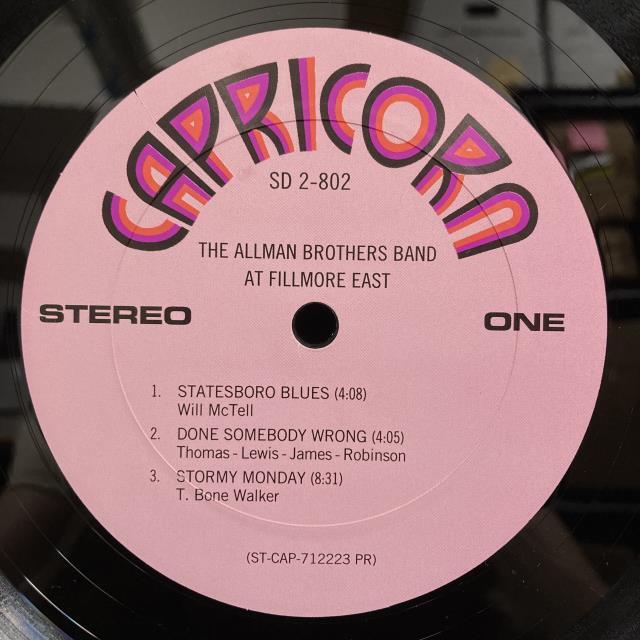 CAPRICORN
SD 2-802
THE ALLMAN BROTHERS BAND
AT FILLMORE EAST
STEREO
ONE
1. STATESBORO BLUES (4:08)
Will McTell
2. DONE SOMEBODY WRONG (4:05)
Thomas - Lewis - James - Robinson
3. STORMY MONDAY (8:31)
T. Bone Walker
(ST-CAP-712223 PR)